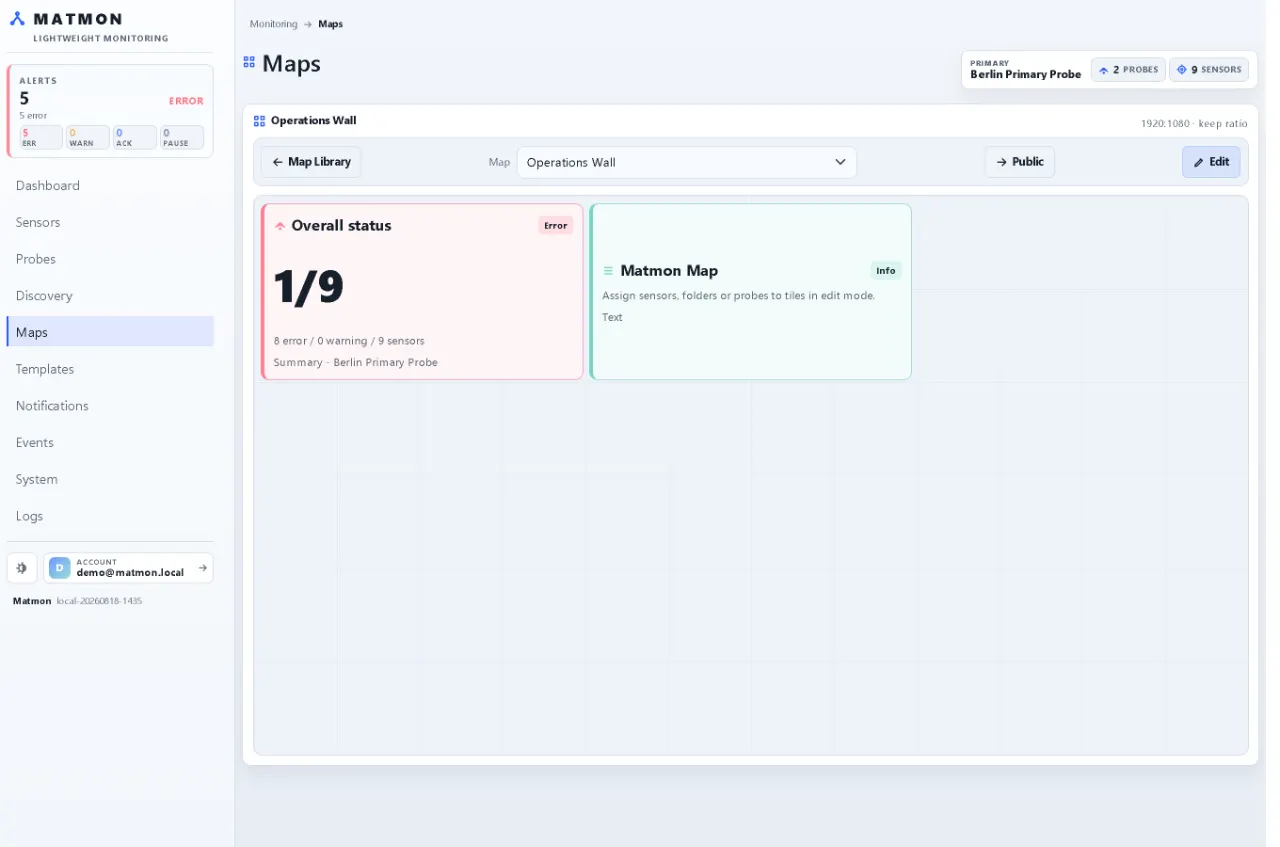 MATMON
LIGHTWEIGHT MONITORING
ALERTS
5
ERROR
5 error
5
ERR
0
WARN
0
ACK
0
PAUSE
Dashboard
Sensors
Probes
Discovery
Maps
Templates
Notifications
Events
System
Logs
D
ACCOUNT
demo@matmon.local
→
Matmon local-20260818-1435
Monitoring → Maps
Maps
PRIMARY
Berlin Primary Probe
2 PROBES
9 SENSORS
Operations Wall
1920:1080 · keep ratio
← Map Library
Map
Operations Wall
→ Public
Edit
Overall status
Error
1/9
8 error / 0 warning / 9 sensors
Summary · Berlin Primary Probe
Matmon Map
Info
Assign sensors, folders or probes to tiles in edit mode.
Text